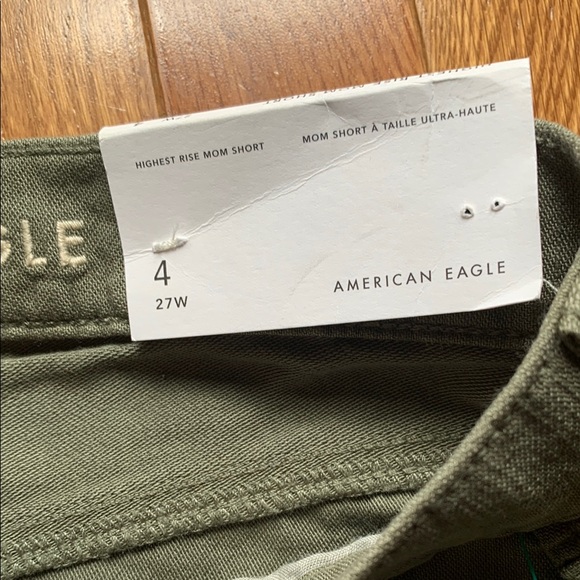 HIGHEST RISE MOM SHORT
MOM SHORT À TAILLE ULTRA-HAUTE
GLE
4
27W
AMERICAN EAGLE